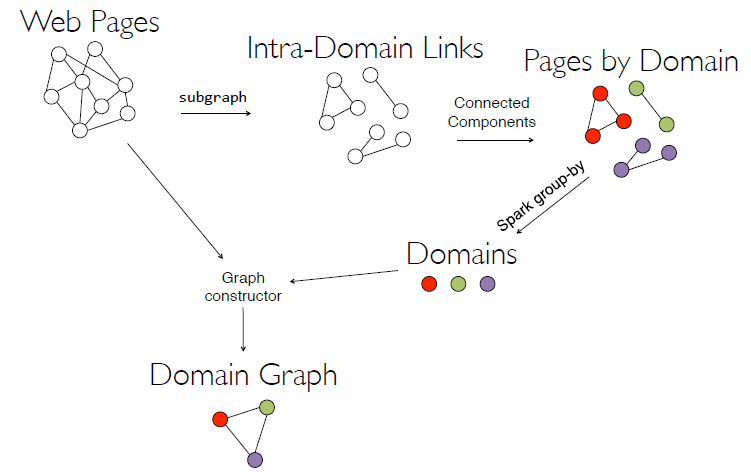 Web Pages
subgraph
Intra-Domain Links
Connected
Components
Pages by Domain
Spark group-by
Domains
Graph
constructor
Domain Graph